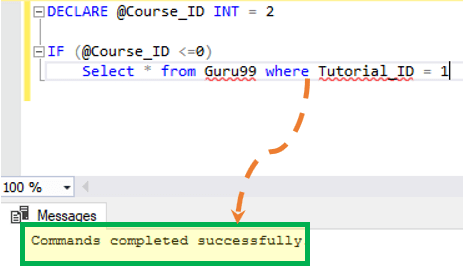 DECLARE @Course_ID INT = 2
IF (@Course_ID <=0)
Select * from Guru99 where Tutorial_ID = 1
100 %
Messages
Commands completed successfully